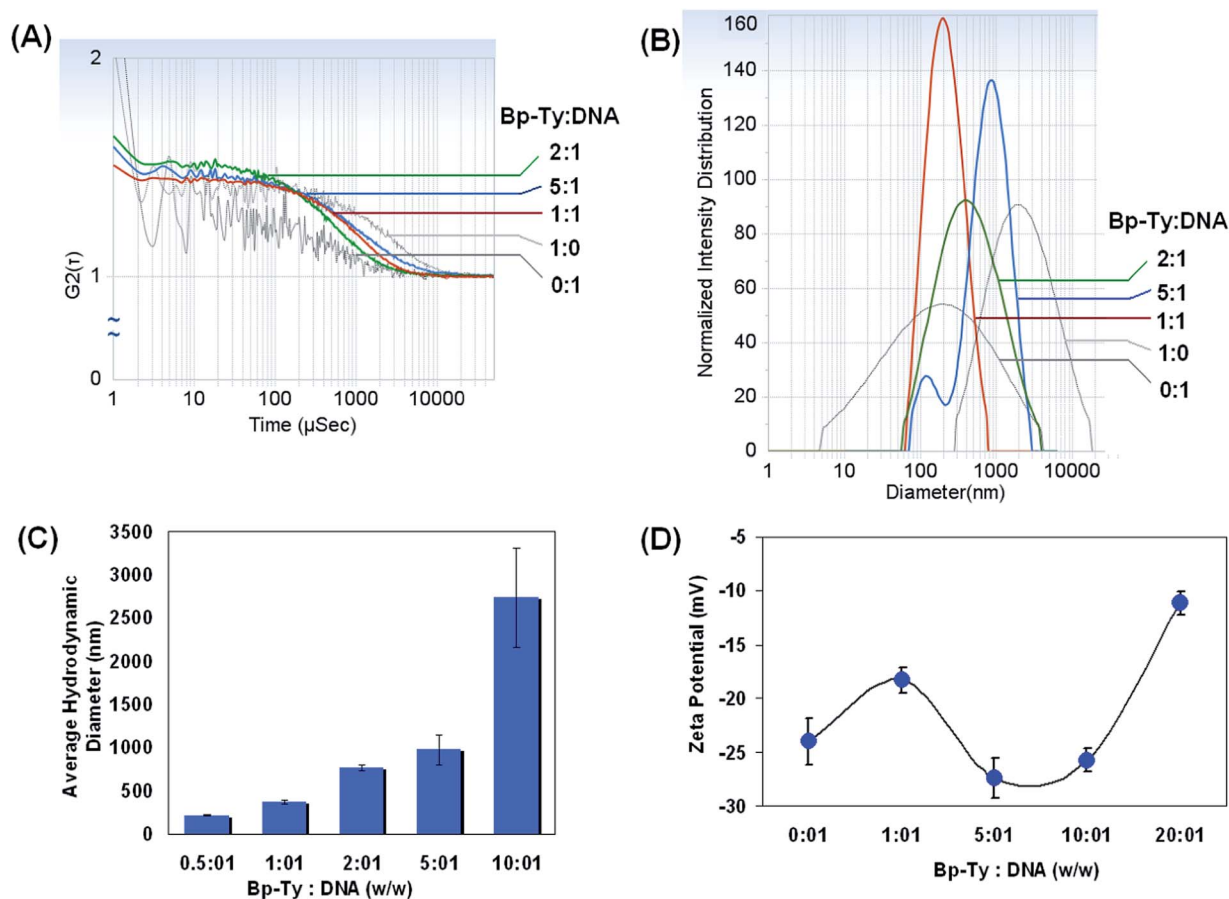 (A)
2
1
0
G2(τ)
≈
1 10 100 1000 10000
Time (µSec)
Bp-Ty:DNA
2:1
5:1
1:1
1:0
0:1
(B)
160
140
120
100
80
60
40
20
0
Normalized Intensity Distribution
1 10 100 1000 10000
Diameter(nm)
Bp-Ty:DNA
2:1
5:1
1:1
1:0
0:1
(C)
3500
3000
2500
2000
1500
1000
500
0
Average Hydrodynamic
Diameter (nm)
0.5:01 1:01 2:01 5:01 10:01
Bp-Ty : DNA (w/w)
(D)
-5
-10
-15
-20
-25
-30
Zeta Potential (mV)
0:01 1:01 5:01 10:01 20:01
Bp-Ty : DNA (w/w)